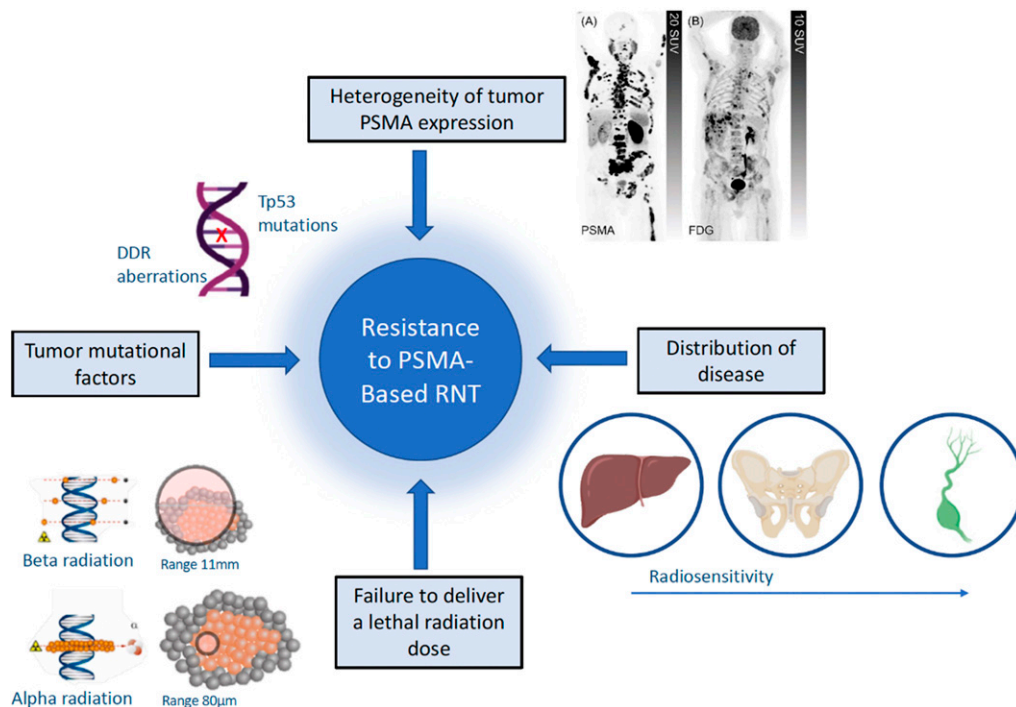 (A)
20 SUV
(B)
10 SUV
PSMA
FDG
Heterogeneity of tumor
PSMA expression
Tp53
mutations
X
DDR
aberrations
Resistance
to PSMA-
Based RNT
Tumor mutational
factors
Distribution of
disease
Beta radiation
Range 11mm
Radiosensitivity
Failure to deliver
a lethal radiation
dose
α
Alpha radiation
Range 80μm